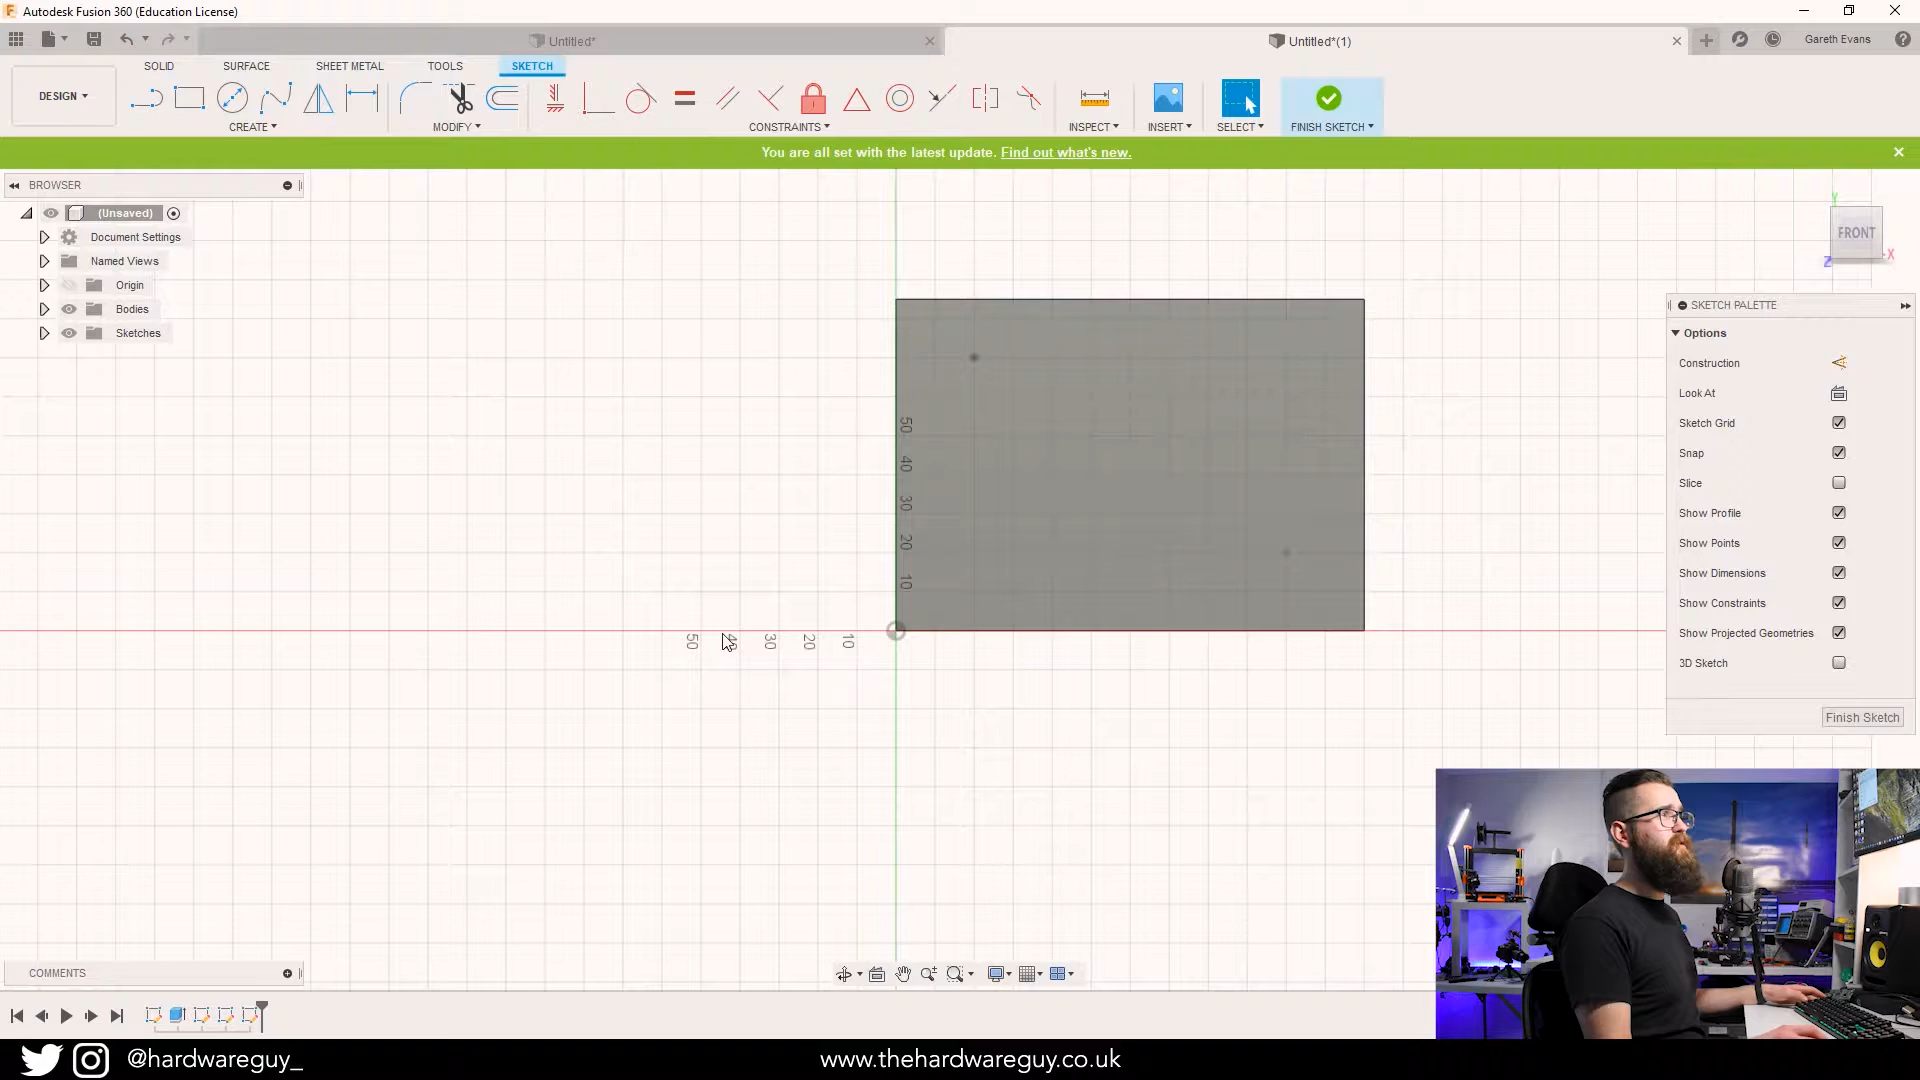 Autodesk Fusion 360 (Education License)
Untitled*
Untitled*(1)
Gareth Evans
DESIGN
SOLID
SURFACE
SHEET METAL
TOOLS
SKETCH
CREATE
MODIFY
CONSTRAINTS
INSPECT
INSERT
SELECT
FINISH SKETCH
You are all set with the latest update. Find out what's new.
BROWSER
(Unsaved)
Document Settings
Named Views
Origin
Bodies
Sketches
FRONT
Y
X
Z
SKETCH PALETTE
Options
Construction
Look At
Sketch Grid
Snap
Slice
Show Profile
Show Points
Show Dimensions
Show Constraints
Show Projected Geometries
3D Sketch
Finish Sketch
50
40
30
20
10
50
40
30
20
10
COMMENTS
@hardwareguy_
www.thehardwareguy.co.uk